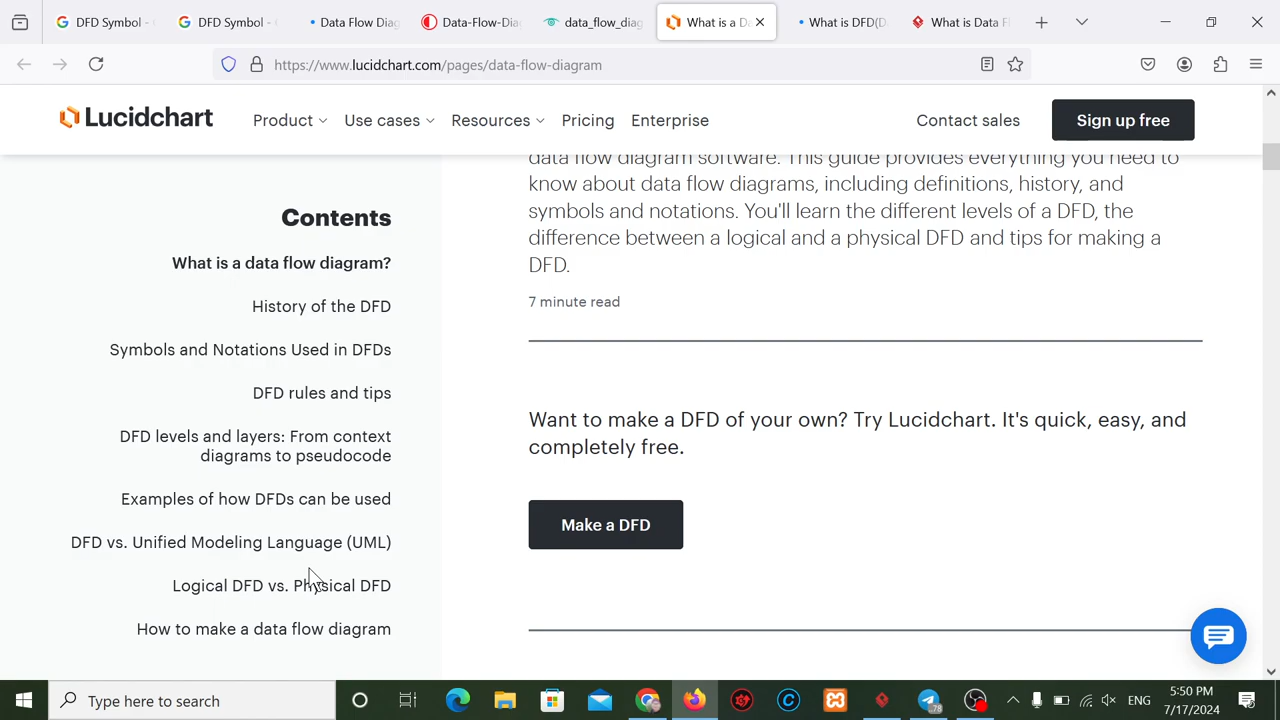 DFD Symbol -
DFD Symbol -
Data Flow Dia
Data-Flow-Dia
data_flow_diag
What is a Da
What is DFD(D
What is Data F
https://www.lucidchart.com/pages/data-flow-diagram
Lucidchart
Product
Use cases
Resources
Pricing
Enterprise
Contact sales
Sign up free
data flow diagram software. This guide provides everything you need to
know about data flow diagrams, including definitions, history, and
symbols and notations. You'll learn the different levels of a DFD, the
difference between a logical and a physical DFD and tips for making a
DFD.
7 minute read
Contents
What is a data flow diagram?
History of the DFD
Symbols and Notations Used in DFDs
DFD rules and tips
DFD levels and layers: From context
diagrams to pseudocode
Examples of how DFDs can be used
DFD vs. Unified Modeling Language (UML)
Logical DFD vs. Physical DFD
How to make a data flow diagram
Want to make a DFD of your own? Try Lucidchart. It's quick, easy, and
completely free.
Make a DFD
Type here to search
78
ENG
5:50 PM
7/17/2024